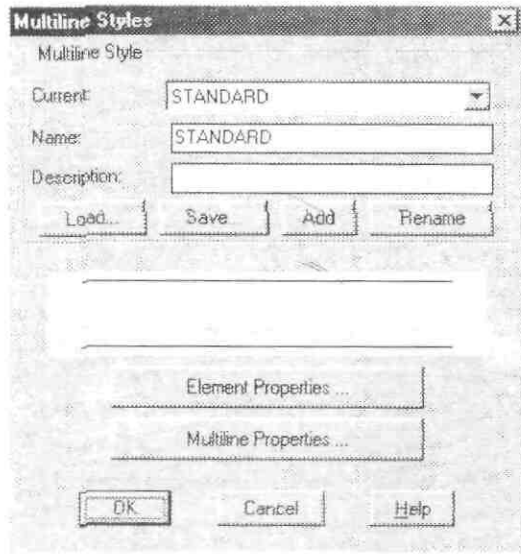 Multiline Styles
Multiline Style
Current: STANDARD
Name: STANDARD
Description:
Load... Save... Add Rename
Element Properties ...
Multiline Properties ...
OK Cancel Help